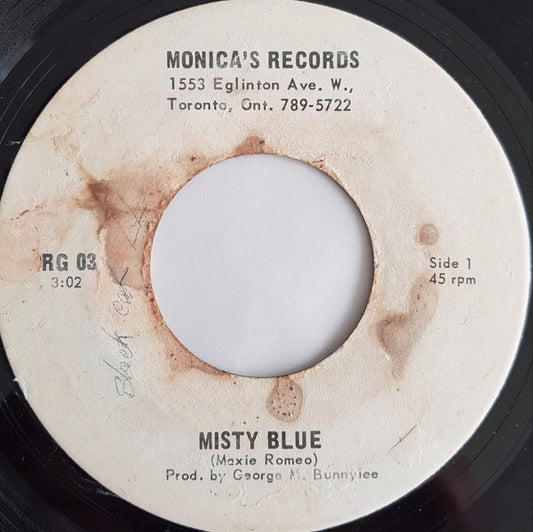 MONICA'S RECORDS
1553 Eglinton Ave. W.,
Toronto, Ont. 789-5722
RG 03
3:02
Side 1
45 rpm
Black
MISTY BLUE
(Maxie Romeo)
Prod. by George M. Bunnylee